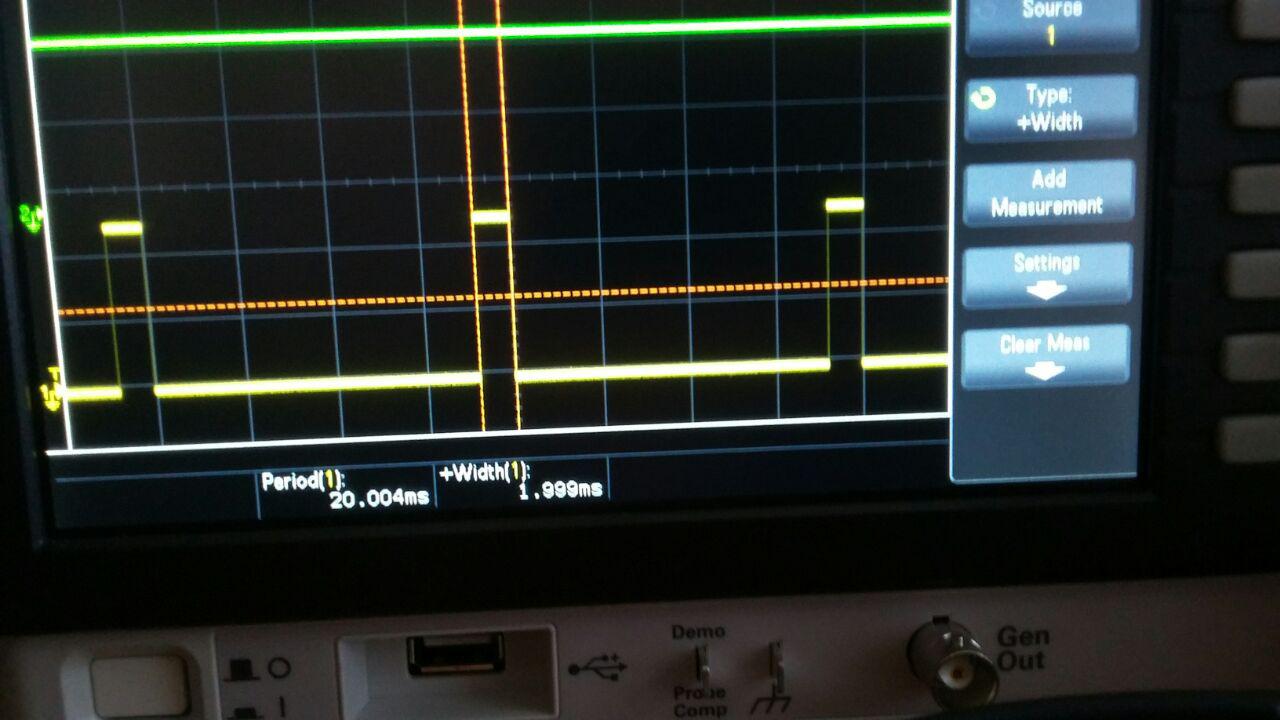 Source
1
Type:
+Width
Add
Measurement
Settings
Clear Meas
Period(1):
20.004ms
+Width(1):
1.999ms
Demo
Probe
Comp
Gen
Out